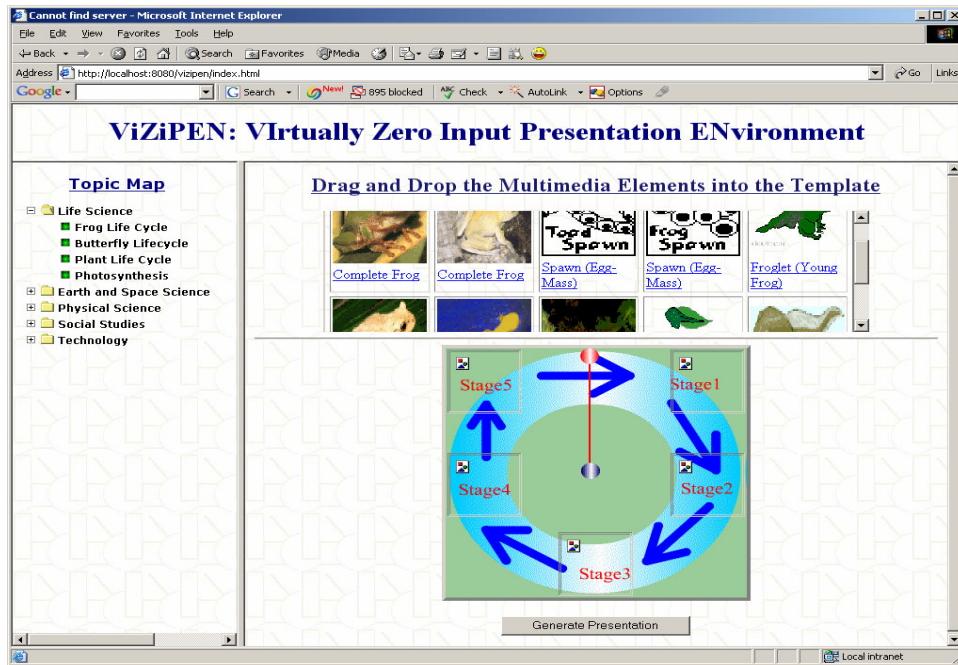 Cannot find server - Microsoft Internet Explorer
File Edit View Favorites Tools Help
Back Search Favorites Media
Address http://localhost:8080/vizipen/index.html Go Links
Google Search New! 895 blocked ABC Check AutoLink Options
ViZiPEN: VIrtually Zero Input Presentation ENvironment
Topic Map
Life Science
Frog Life Cycle
Butterfly Lifecycle
Plant Life Cycle
Photosynthesis
Earth and Space Science
Physical Science
Social Studies
Technology
Drag and Drop the Multimedia Elements into the Template
Toad Spawn
Frog Spawn
Complete Frog
Complete Frog
Spawn (Egg-
Mass)
Spawn (Egg-
Mass)
Froglet (Young
Frog)
Stage5
Stage1
Stage4
Stage2
Stage3
Generate Presentation
Local intranet